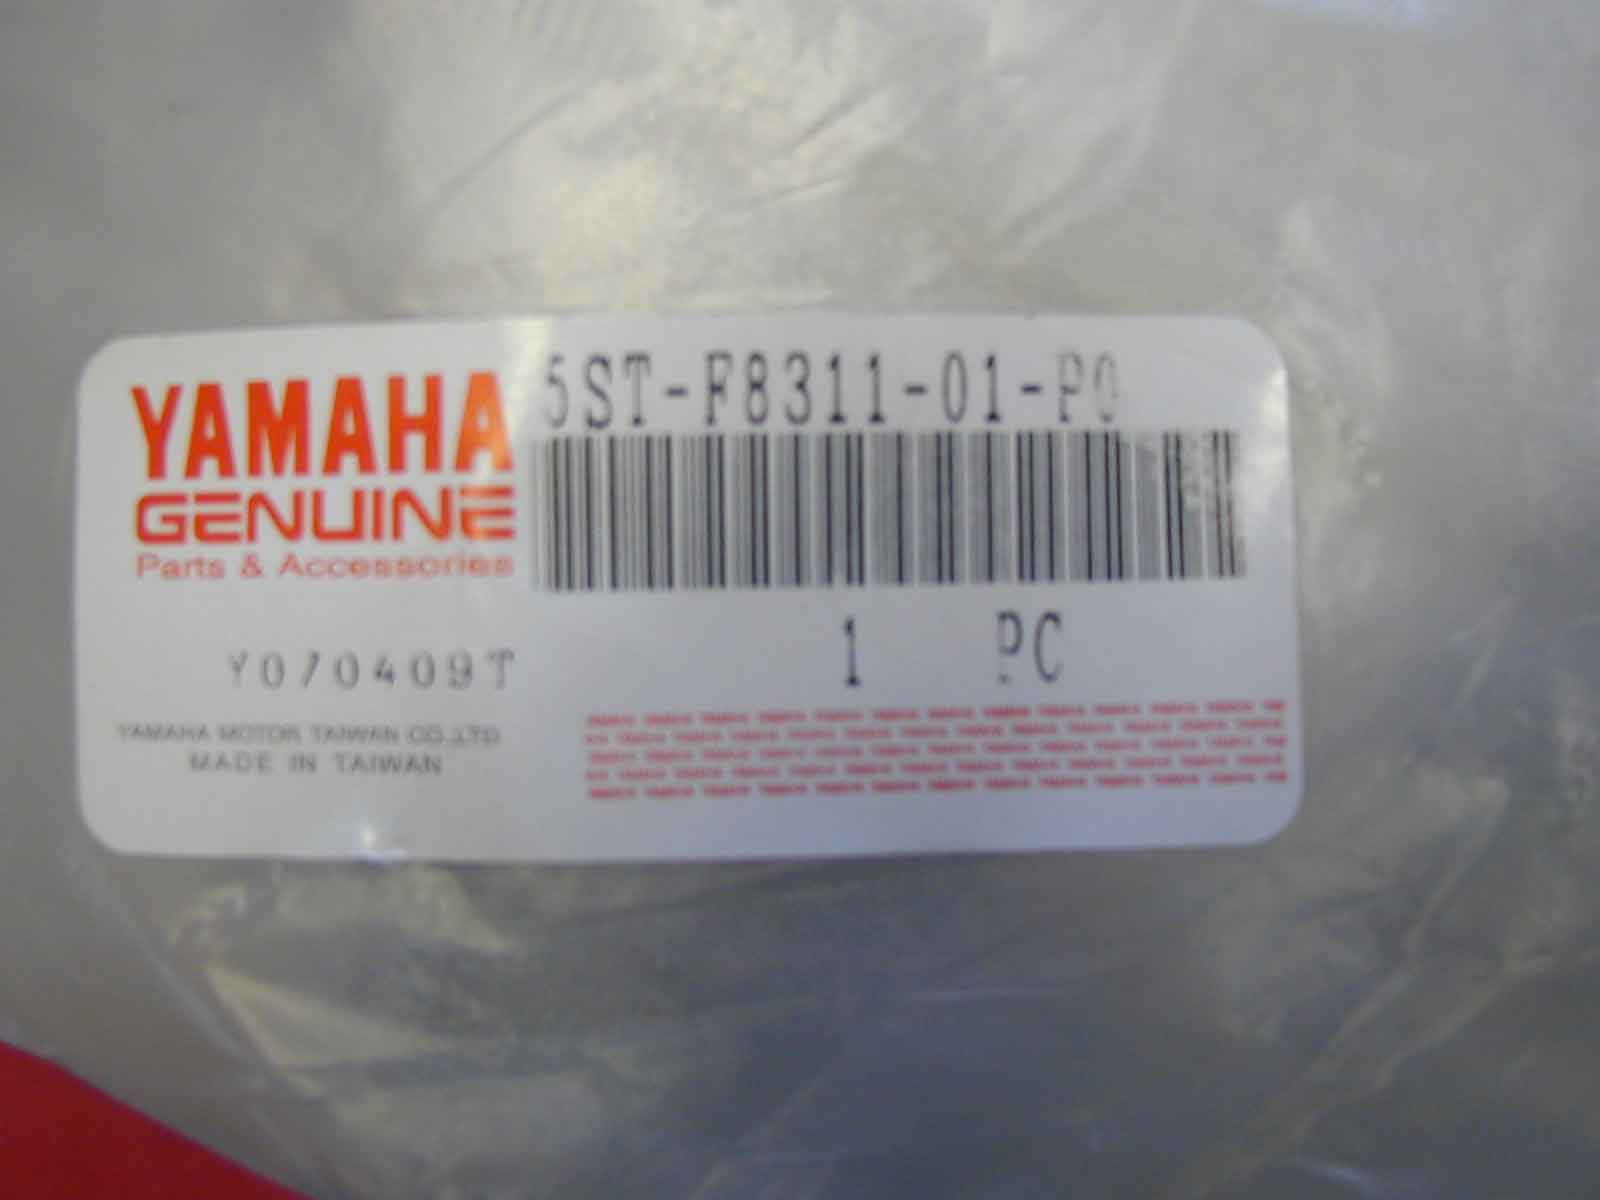 YAMAHA
GENUINE
Parts & Accessories
5ST-F8311-01-P0
1 PC
Y070409T
YAMAHA MOTOR TAIWAN CO.,LTD
MADE IN TAIWAN